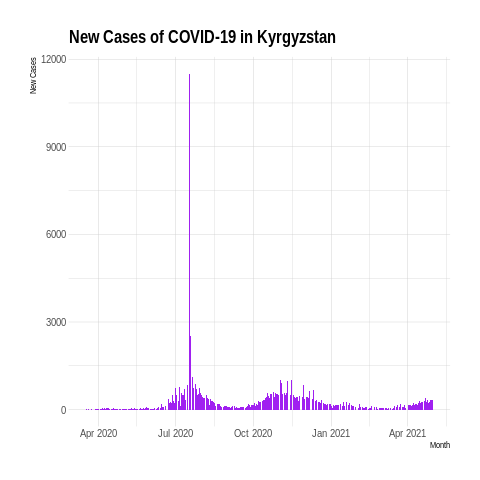 New Cases of COVID-19 in Kyrgyzstan
New Cases
12000
9000
6000
3000
0
Apr 2020 Jul 2020 Oct 2020 Jan 2021 Apr 2021
Month